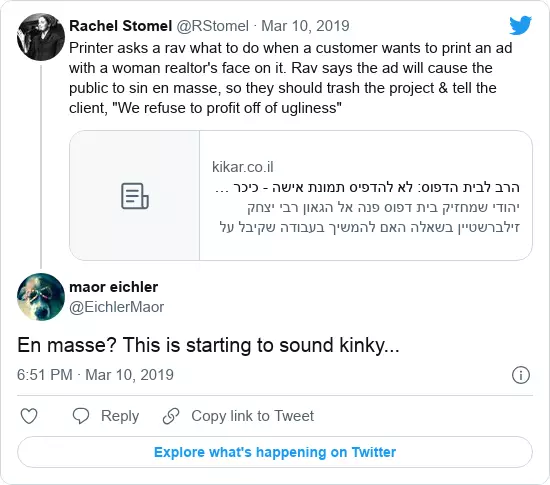 Rachel Stomel @RStomel · Mar 10, 2019
Printer asks a rav what to do when a customer wants to print an ad
with a woman realtor's face on it. Rav says the ad will cause the
public to sin en masse, so they should trash the project & tell the
client, "We refuse to profit off of ugliness"
kikar.co.il
הרב לבית הדפוס: לא להדפיס תמונת אישה - כיכר ...
יהודי שמחזיק בית דפוס פנה אל הגאון רבי יצחק
זילברשטיין בשאלה האם להמשיך בעבודה שקיבל על
maor eichler
@EichlerMaor
En masse? This is starting to sound kinky...
6:51 PM · Mar 10, 2019
Reply
Copy link to Tweet
Explore what's happening on Twitter